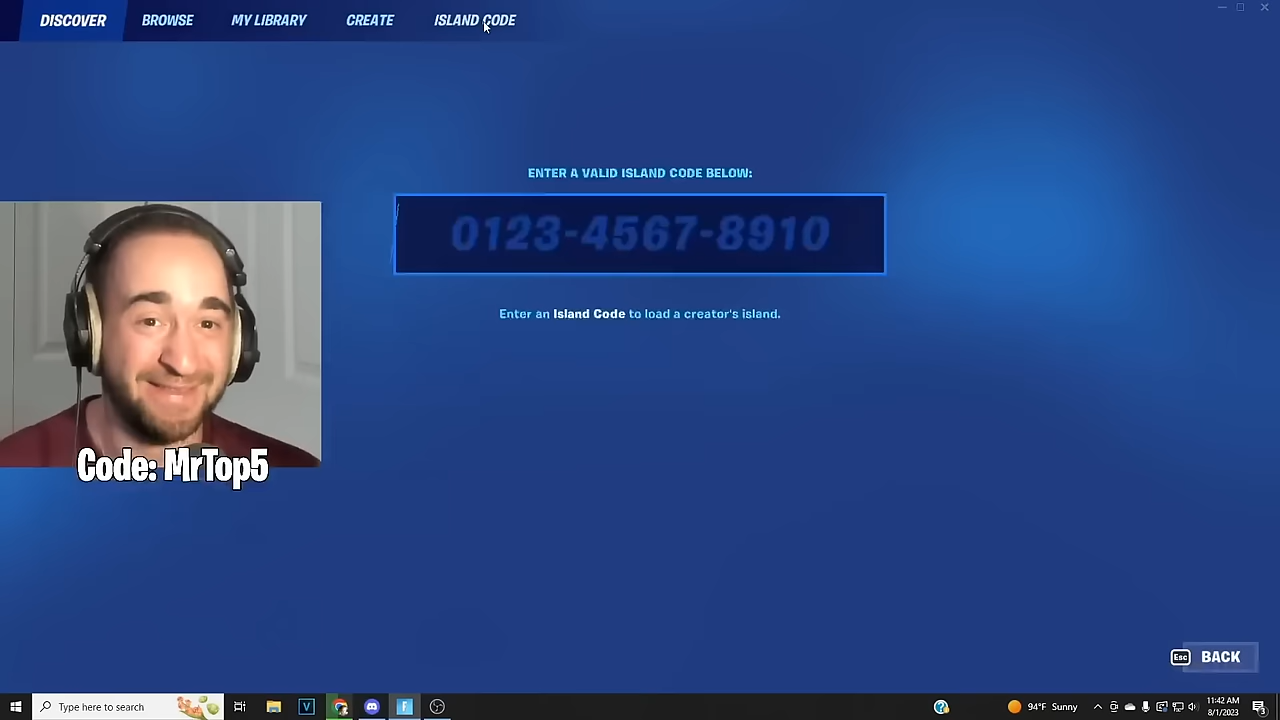 DISCOVER BROWSE MY LIBRARY CREATE ISLAND CODE
ENTER A VALID ISLAND CODE BELOW:
0123-4567-8910
Enter an Island Code to load a creator's island.
Code: MrTop5
Esc BACK
Type here to search
V
F
94°F Sunny
11:42 AM
8/1/2023